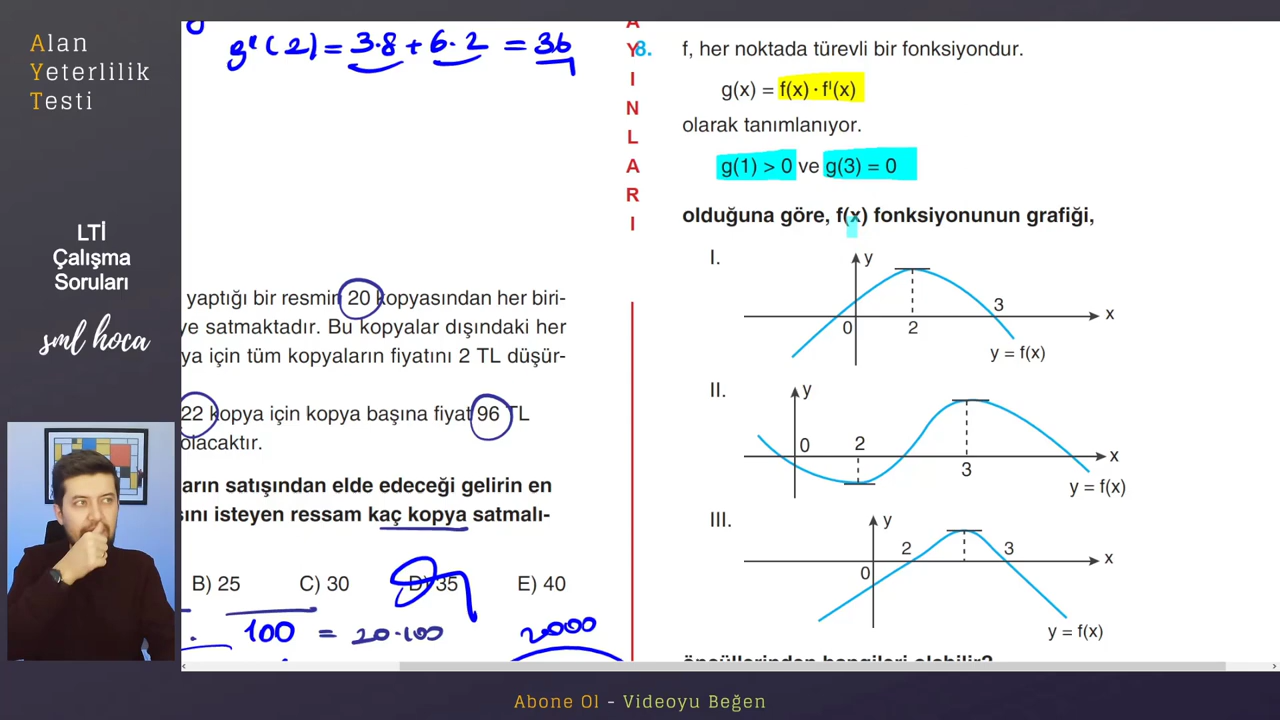 Alan
Yeterlilik
Testi
LTİ
Çalışma
Soruları
sml hoca
g'(2) = 3.8 + 6.2 = 36
yaptığı bir resmin 20 kopyasından her biri-
ye satmaktadır. Bu kopyalar dışındaki her
ya için tüm kopyaların fiyatını 2 TL düşür-
22 kopya için kopya başına fiyat 96 TL
olacaktır.
arın satışından elde edeceği gelirin en
sını isteyen ressam kaç kopya satmalı-
B) 25 C) 30 D) 35 E) 40
. 100 = 20.100 2000
A
Y
I
N
L
A
R
I
8. f, her noktada türevli bir fonksiyondur.
g(x) = f(x) · f'(x)
olarak tanımlanıyor.
g(1) > 0 ve g(3) = 0
olduğuna göre, f(x) fonksiyonunun grafiği,
I.
y
3
0 2 x
y = f(x)
II.
y
0 2
3 x
y = f(x)
III.
y
2 3
0 x
y = f(x)
öncüllerinden hangileri olabilir?
Abone Ol - Videoyu Beğen